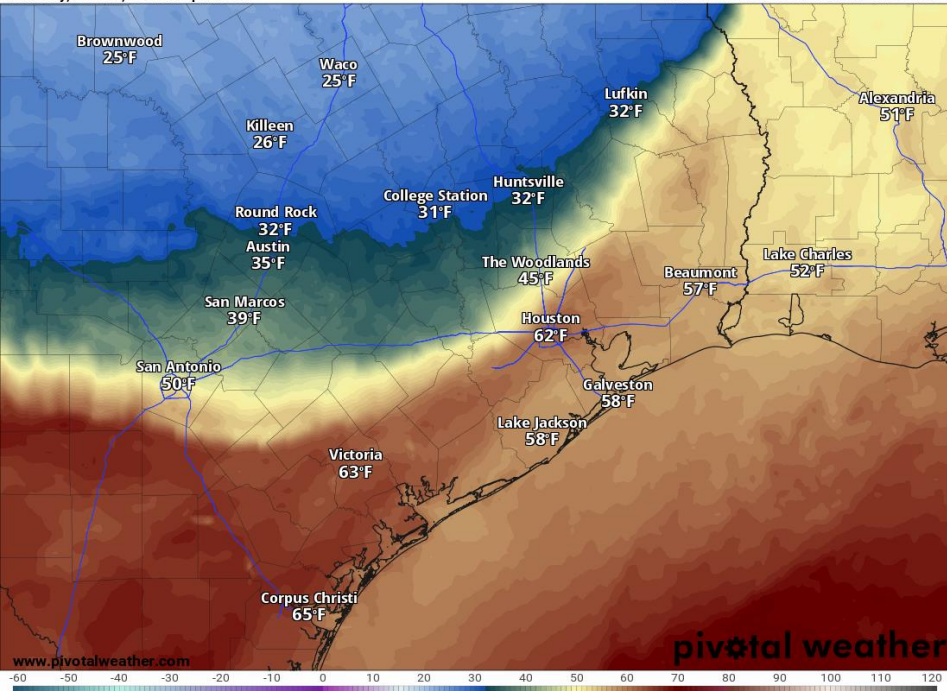 Brownwood
25°F
Waco
25°F
Lufkin
32°F
Alexandria
51°F
Killeen
26°F
Huntsville
32°F
College Station
31°F
Round Rock
32°F
Austin
35°F
The Woodlands
45°F
Beaumont
57°F
Lake Charles
52°F
San Marcos
39°F
Houston
62°F
San Antonio
50°F
Galveston
58°F
Lake Jackson
58°F
Victoria
63°F
Corpus Christi
65°F
pivotal weather
www.pivotalweather.com
-60 -50 -40 -30 -20 -10 0 10 20 30 40 50 60 70 80 90 100 110 120